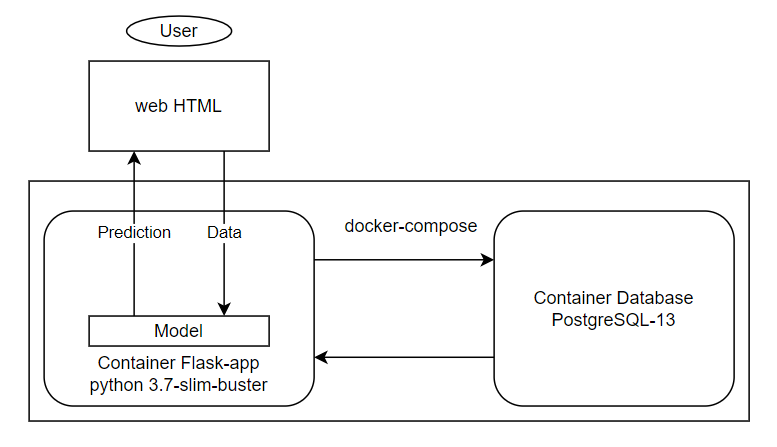 User
web HTML
Prediction
Data
docker-compose
Model
Container Flask-app
python 3.7-slim-buster
Container Database
PostgreSQL-13